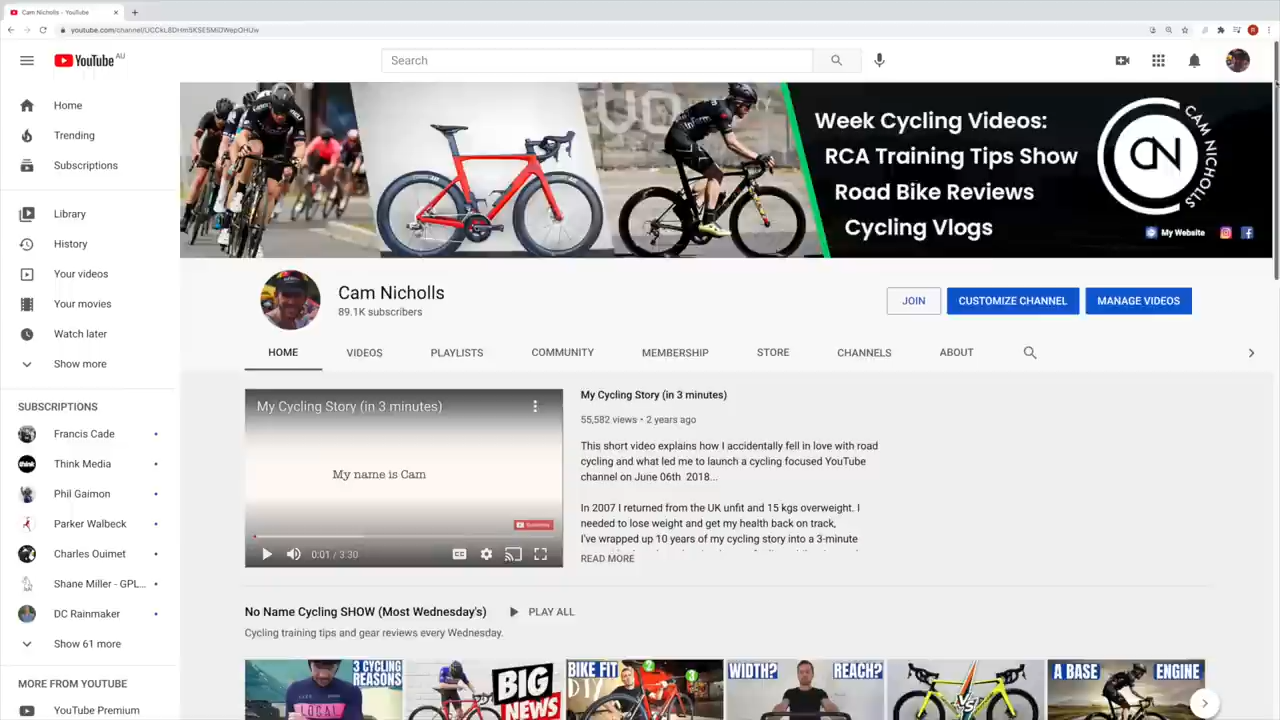 Cam Nicholls - YouTube
youtube.com/channel/UCCkL8DHm5KSE5MiDWepOHUw
YouTube AU
Search
Home
Trending
Subscriptions
Library
History
Your videos
Your movies
Watch later
Show more
SUBSCRIPTIONS
Francis Cade
Think Media
Phil Gaimon
Parker Walbeck
Charles Ouimet
Shane Miller - GPL...
DC Rainmaker
Show 61 more
MORE FROM YOUTUBE
YouTube Premium
Week Cycling Videos:
RCA Training Tips Show
Road Bike Reviews
Cycling Vlogs
CN
CAM NICHOLLS
My Website
Cam Nicholls
89.1K subscribers
JOIN
CUSTOMIZE CHANNEL
MANAGE VIDEOS
HOME
VIDEOS
PLAYLISTS
COMMUNITY
MEMBERSHIP
STORE
CHANNELS
ABOUT
My Cycling Story (in 3 minutes)
My name is Cam
0:01 / 3:30
My Cycling Story (in 3 minutes)
55,582 views • 2 years ago
This short video explains how I accidentally fell in love with road
cycling and what led me to launch a cycling focused YouTube
channel on June 06th 2018...
In 2007 I returned from the UK unfit and 15 kgs overweight. I
needed to lose weight and get my health back on track,
I've wrapped up 10 years of my cycling story into a 3-minute
READ MORE
No Name Cycling SHOW (Most Wednesday's)
PLAY ALL
Cycling training tips and gear reviews every Wednesday.
3 CYCLING
REASONS
LOCAL
BIG
NEWS
BIKE FIT
DIY
2
1
WIDTH?
REACH?
VS
A BASE
ENGINE